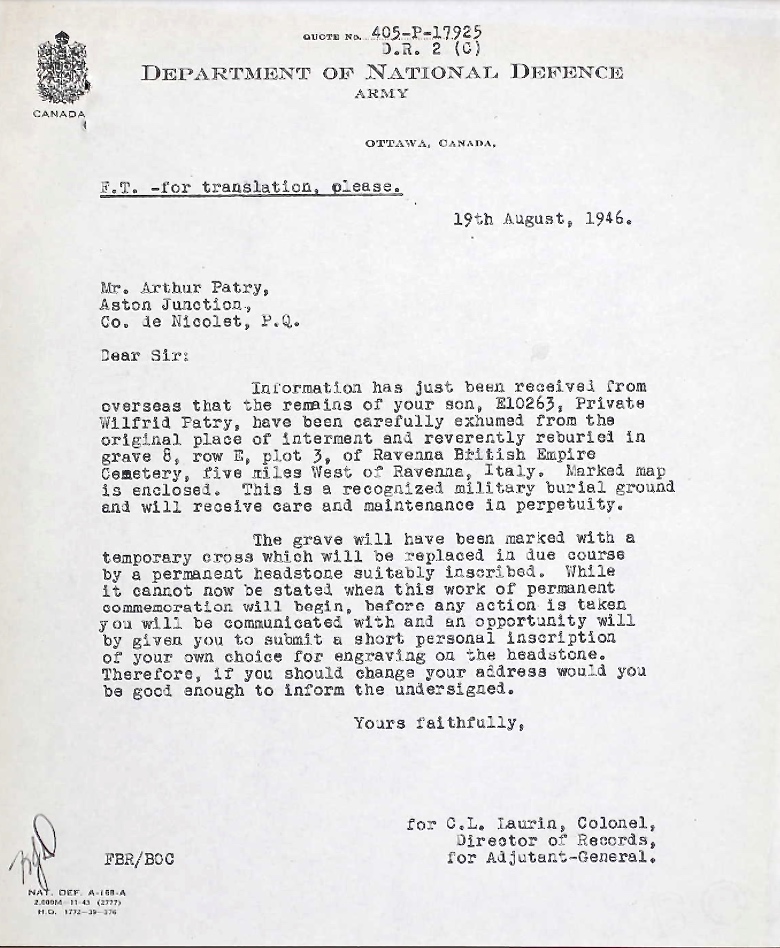 QUOTE No. 405-P-17925
D.R. 2 (C)
DEPARTMENT OF NATIONAL DEFENCE
ARMY
CANADA
OTTAWA, CANADA,
F.T. -for translation, please.
19th August, 1946.
Mr. Arthur Patry,
Aston Junction,
Co. de Nicolet, P.Q.
Dear Sir:
Information has just been received from
overseas that the remains of your son, E10263, Private
Wilfrid Patry, have been carefully exhumed from the
original place of interment and reverently reburied in
grave 8, row E, plot 3, of Ravenna British Empire
Cemetery, five miles West of Ravenna, Italy. Marked map
is enclosed. This is a recognized military burial ground
and will receive care and maintenance in perpetuity.
The grave will have been marked with a
temporary cross which will be replaced in due course
by a permanent headstone suitably inscribed. While
it cannot now be stated when this work of permanent
commemoration will begin, before any action is taken
you will be communicated with and an opportunity will
by given you to submit a short personal inscription
of your own choice for engraving on the headstone.
Therefore, if you should change your address would you
be good enough to inform the undersigned.
Yours faithfully,
for C.L. Laurin, Colonel,
Director of Records,
for Adjutant-General.
FBR/BOC
NAT. DEF. A-168-A
2,000M-11-43 (2777)
H.Q. 1772-39-376